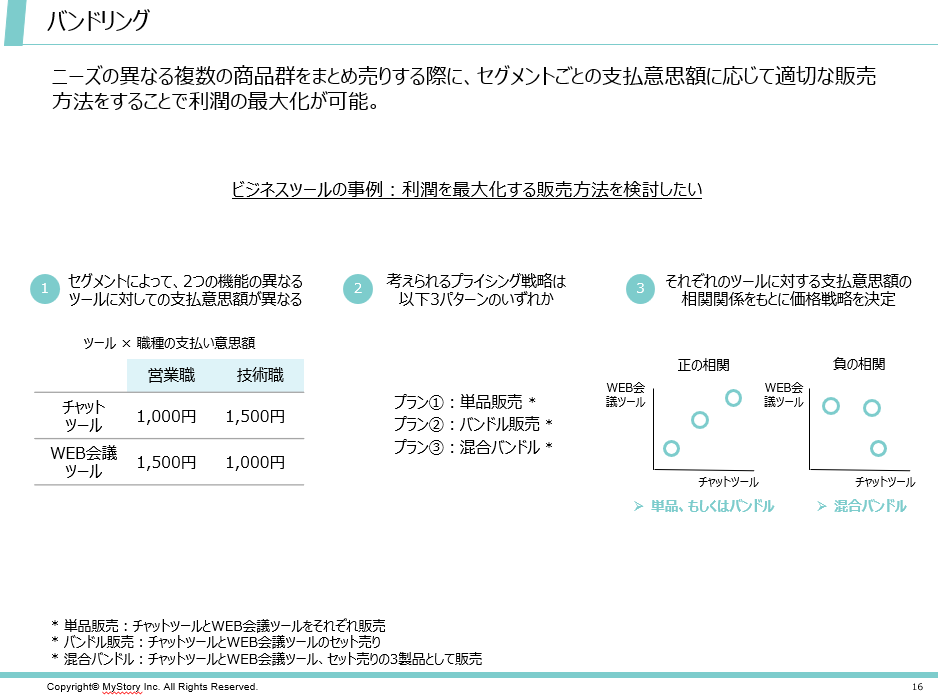 バンドリング
ニーズの異なる複数の商品群をまとめ売りする際に、セグメントごとの支払意思額に応じて適切な販売
方法をすることで利潤の最大化が可能。
ビジネスツールの事例：利潤を最大化する販売方法を検討したい
1
セグメントによって、2つの機能の異なる
ツールに対しての支払意思額が異なる
ツール × 職種の支払い意思額
営業職 技術職
チャット
ツール
1,000円 1,500円
WEB会議
ツール
1,500円 1,000円
2
考えられるプライシング戦略は
以下3パターンのいずれか
プラン①：単品販売 *
プラン②：バンドル販売 *
プラン③：混合バンドル *
3
それぞれのツールに対する支払意思額の
相関関係をもとに価格戦略を決定
正の相関
WEB会
議ツール
チャットツール
➢ 単品、もしくはバンドル
負の相関
WEB会
議ツール
チャットツール
➢ 混合バンドル
* 単品販売：チャットツールとWEB会議ツールをそれぞれ販売
* バンドル販売：チャットツールとWEB会議ツールのセット売り
* 混合バンドル：チャットツールとWEB会議ツール、セット売りの3製品として販売
Copyright© MyStory Inc. All Rights Reserved.
16